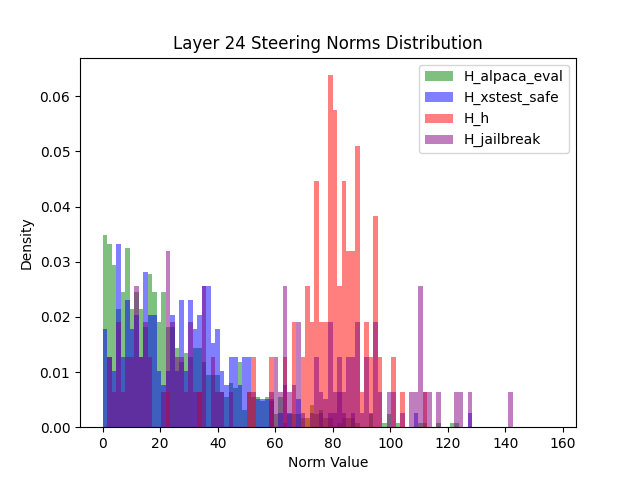 Layer 24 Steering Norms Distribution
H_alpaca_eval
H_xstest_safe
H_h
H_jailbreak
0.06
0.05
0.04
0.03
0.02
0.01
0.00
Density
0 20 40 60 80 100 120 140 160
Norm Value